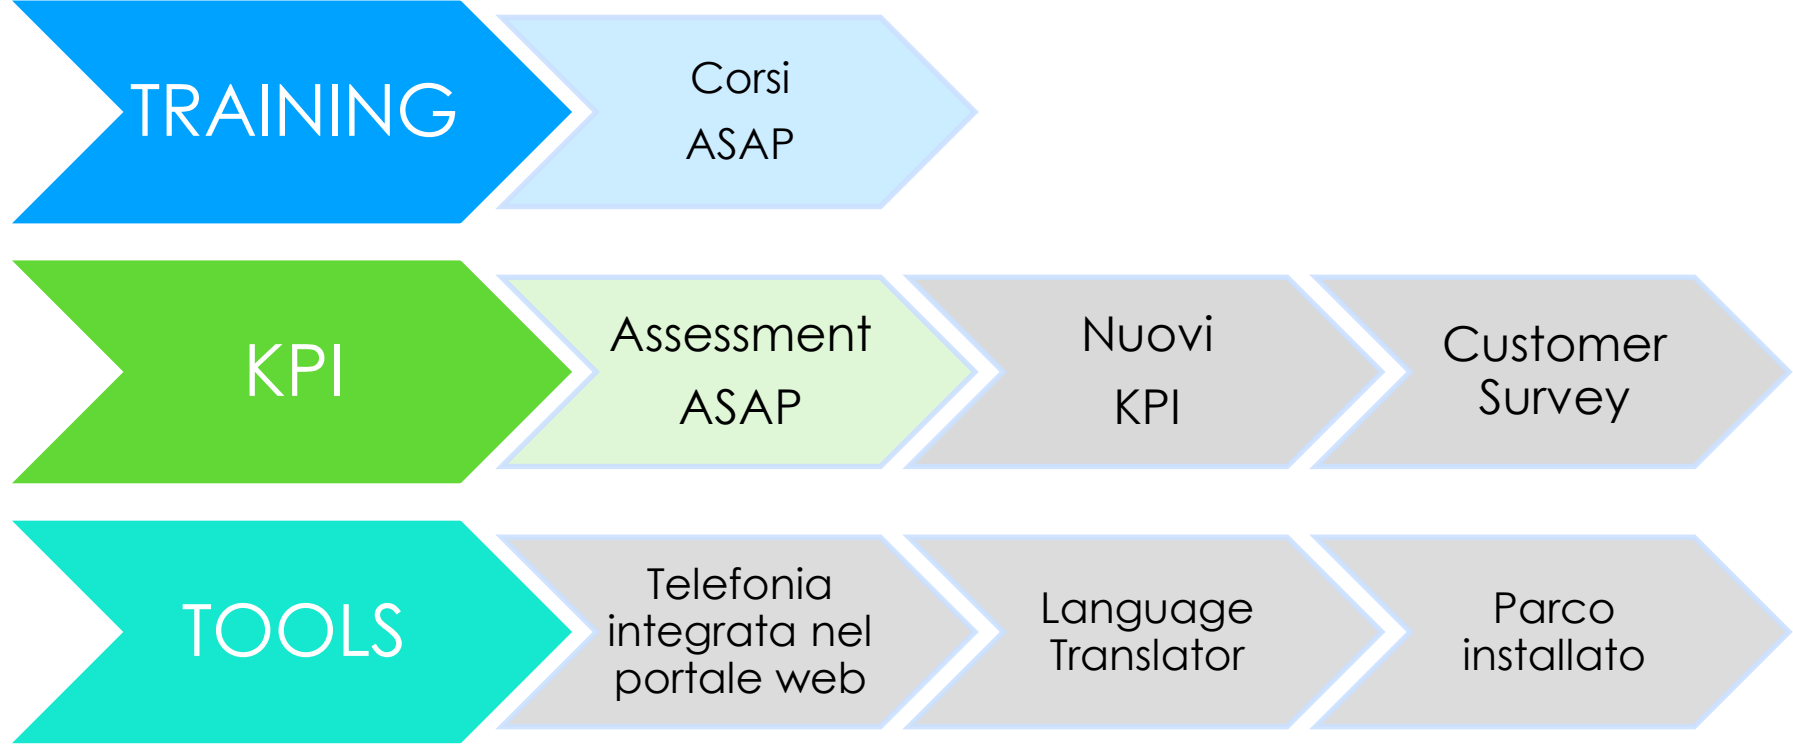 TRAINING
Corsi
ASAP
KPI
Assessment
ASAP
Nuovi
KPI
Customer
Survey
TOOLS
Telefonia
integrata nel
portale web
Language
Translator
Parco
installato